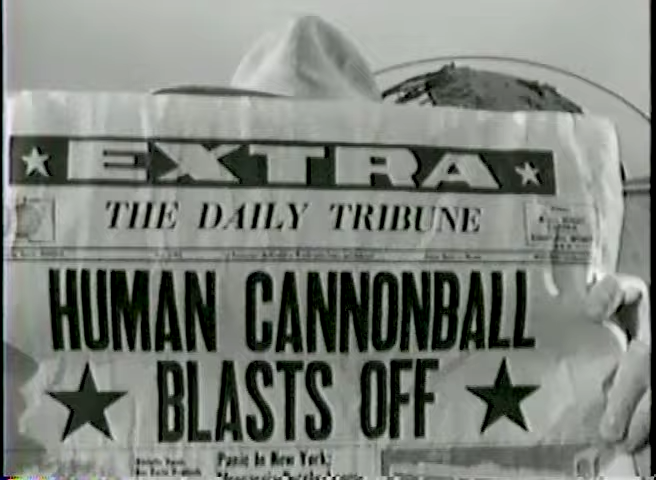 EXTRA
THE DAILY TRIBUNE
HUMAN CANNONBALL
BLASTS OFF
Panic In New York: